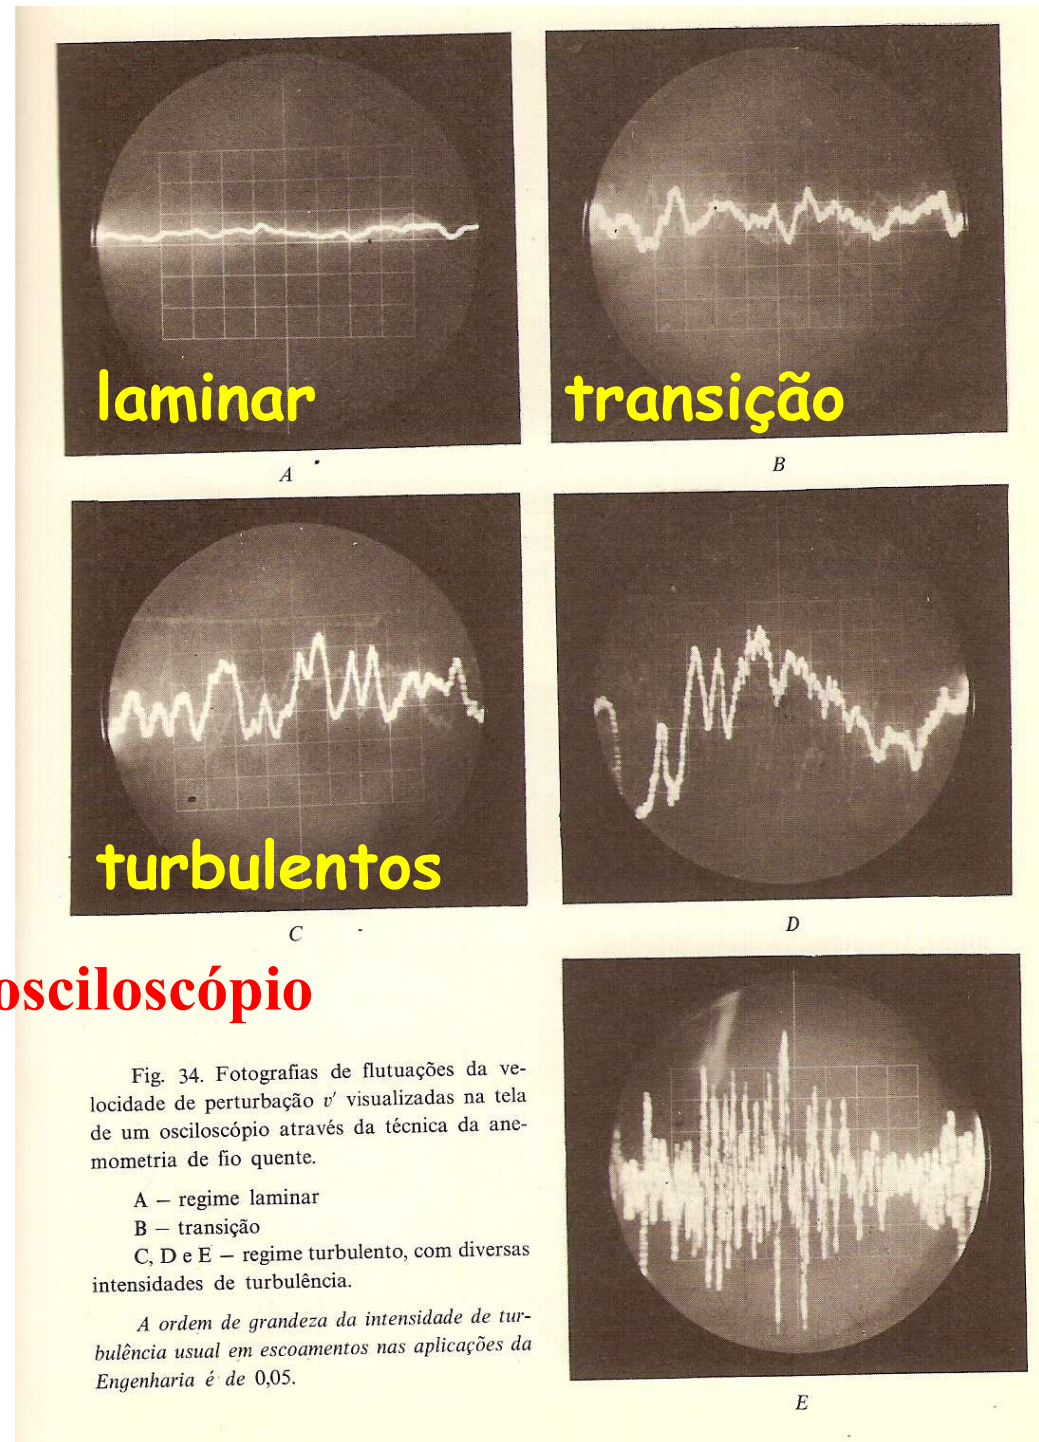 laminar
transição
A
B
turbulentos
C
D
osciloscópio
Fig. 34. Fotografias de flutuações da ve-
locidade de perturbação v' visualizadas na tela
de um osciloscópio através da técnica da ane-
mometria de fio quente.
A — regime laminar
B — transição
C, D e E — regime turbulento, com diversas
intensidades de turbulência.
A ordem de grandeza da intensidade de tur-
bulência usual em escoamentos nas aplicações da
Engenharia é de 0,05.
E